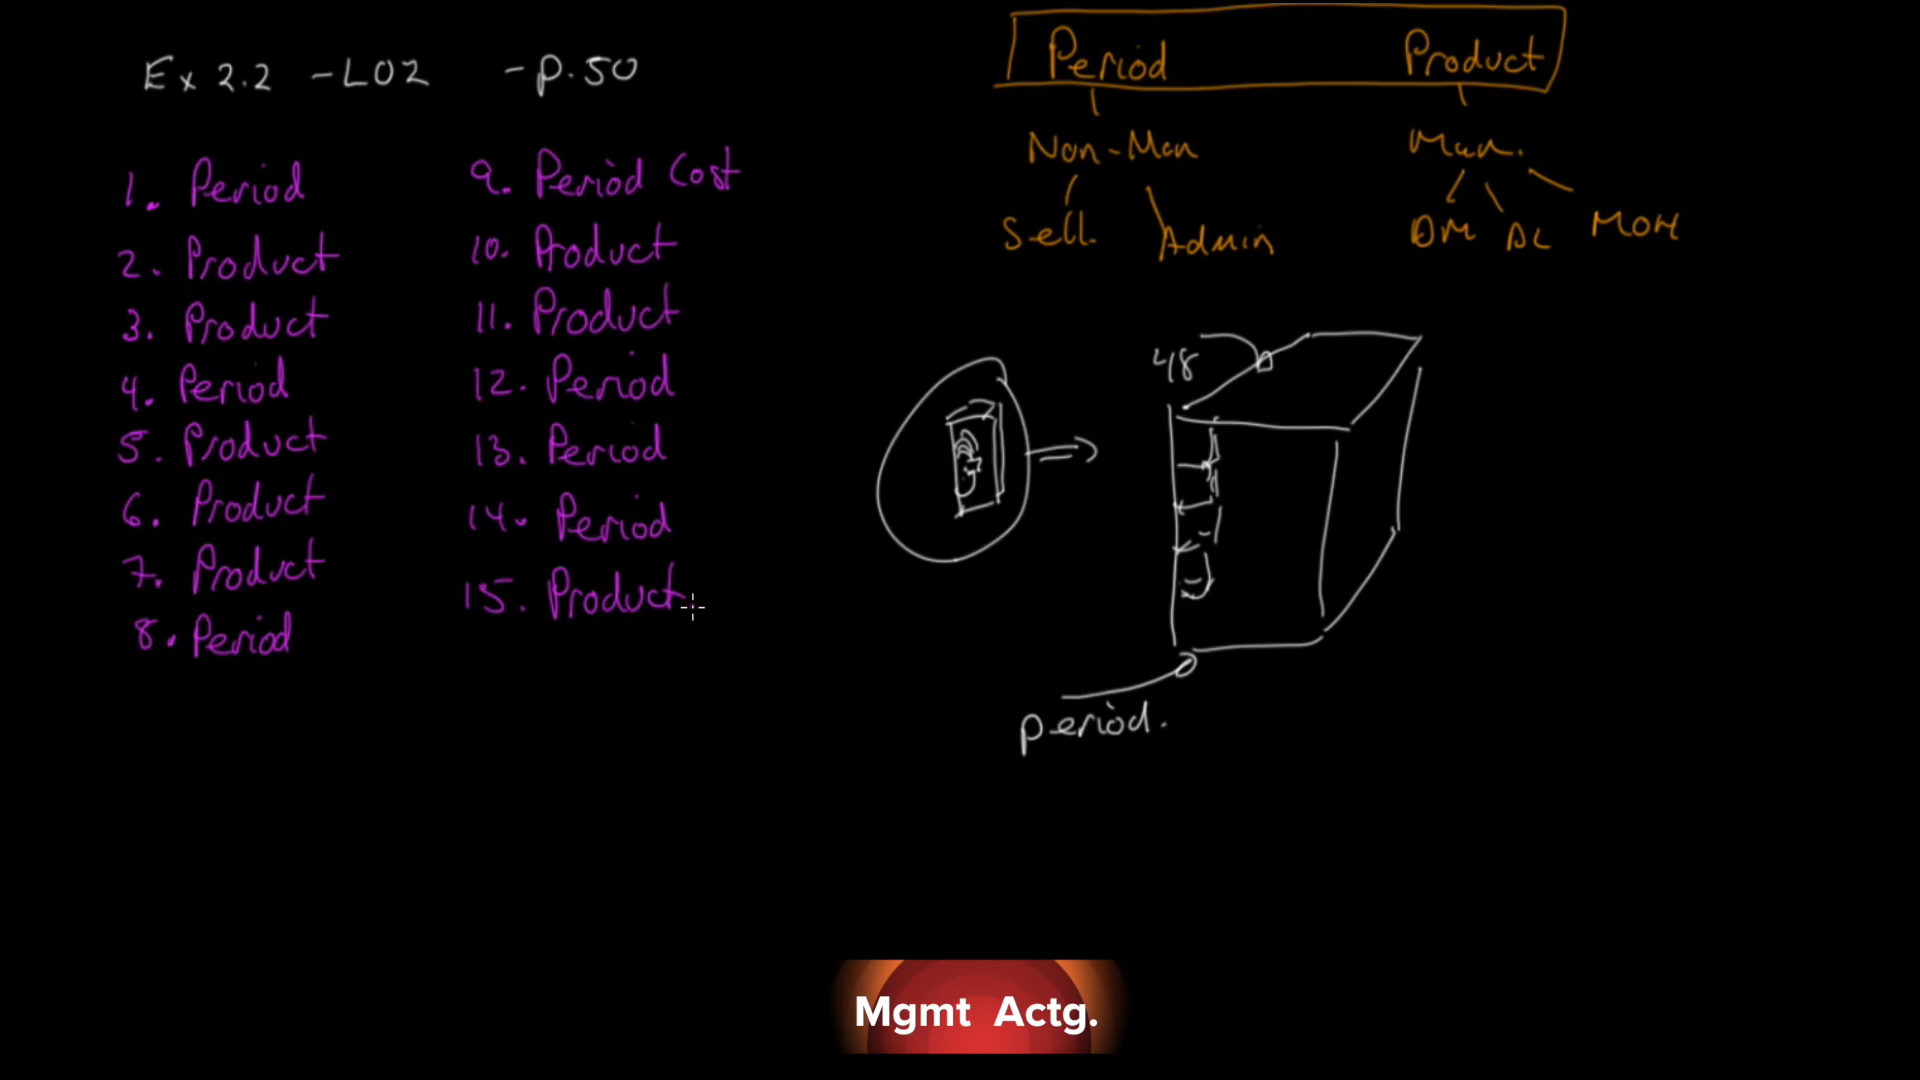 Ex 2.2 - LO2 - p.50
1. Period
2. Product
3. Product
4. Period
5. Product
6. Product
7. Product
8. Period
9. Period Cost
10. Product
11. Product
12. Period
13. Period
14. Period
15. Product
Period Product
Non-Man Man.
Sell. Admin DM DL MOH
48
period.
Mgmt Actg.